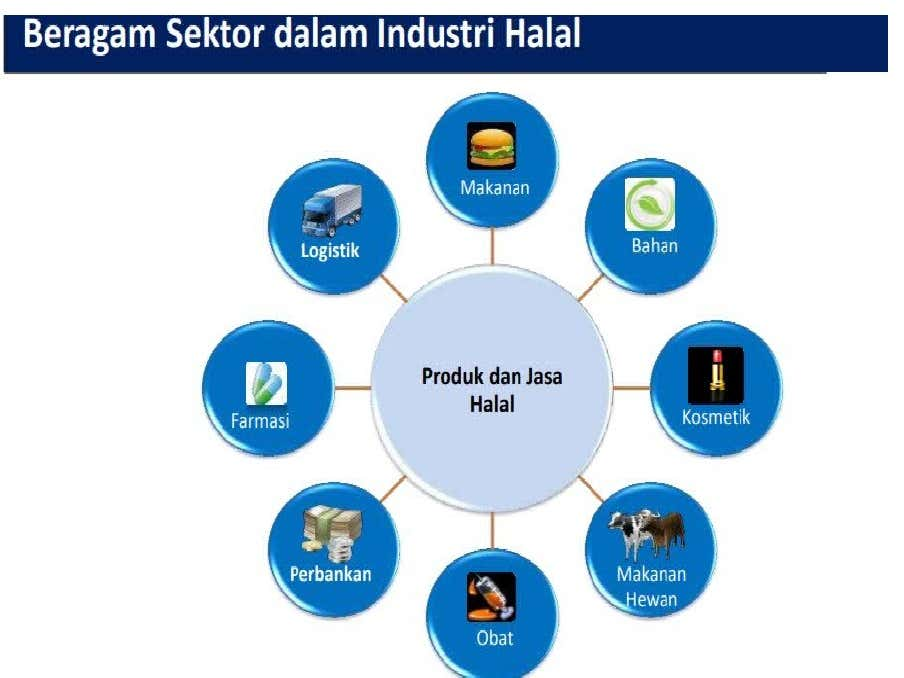 Beragam Sektor dalam Industri Halal
Makanan
Bahan
Logistik
Produk dan Jasa
Halal
Kosmetik
Farmasi
Perbankan
Makanan
Hewan
Obat